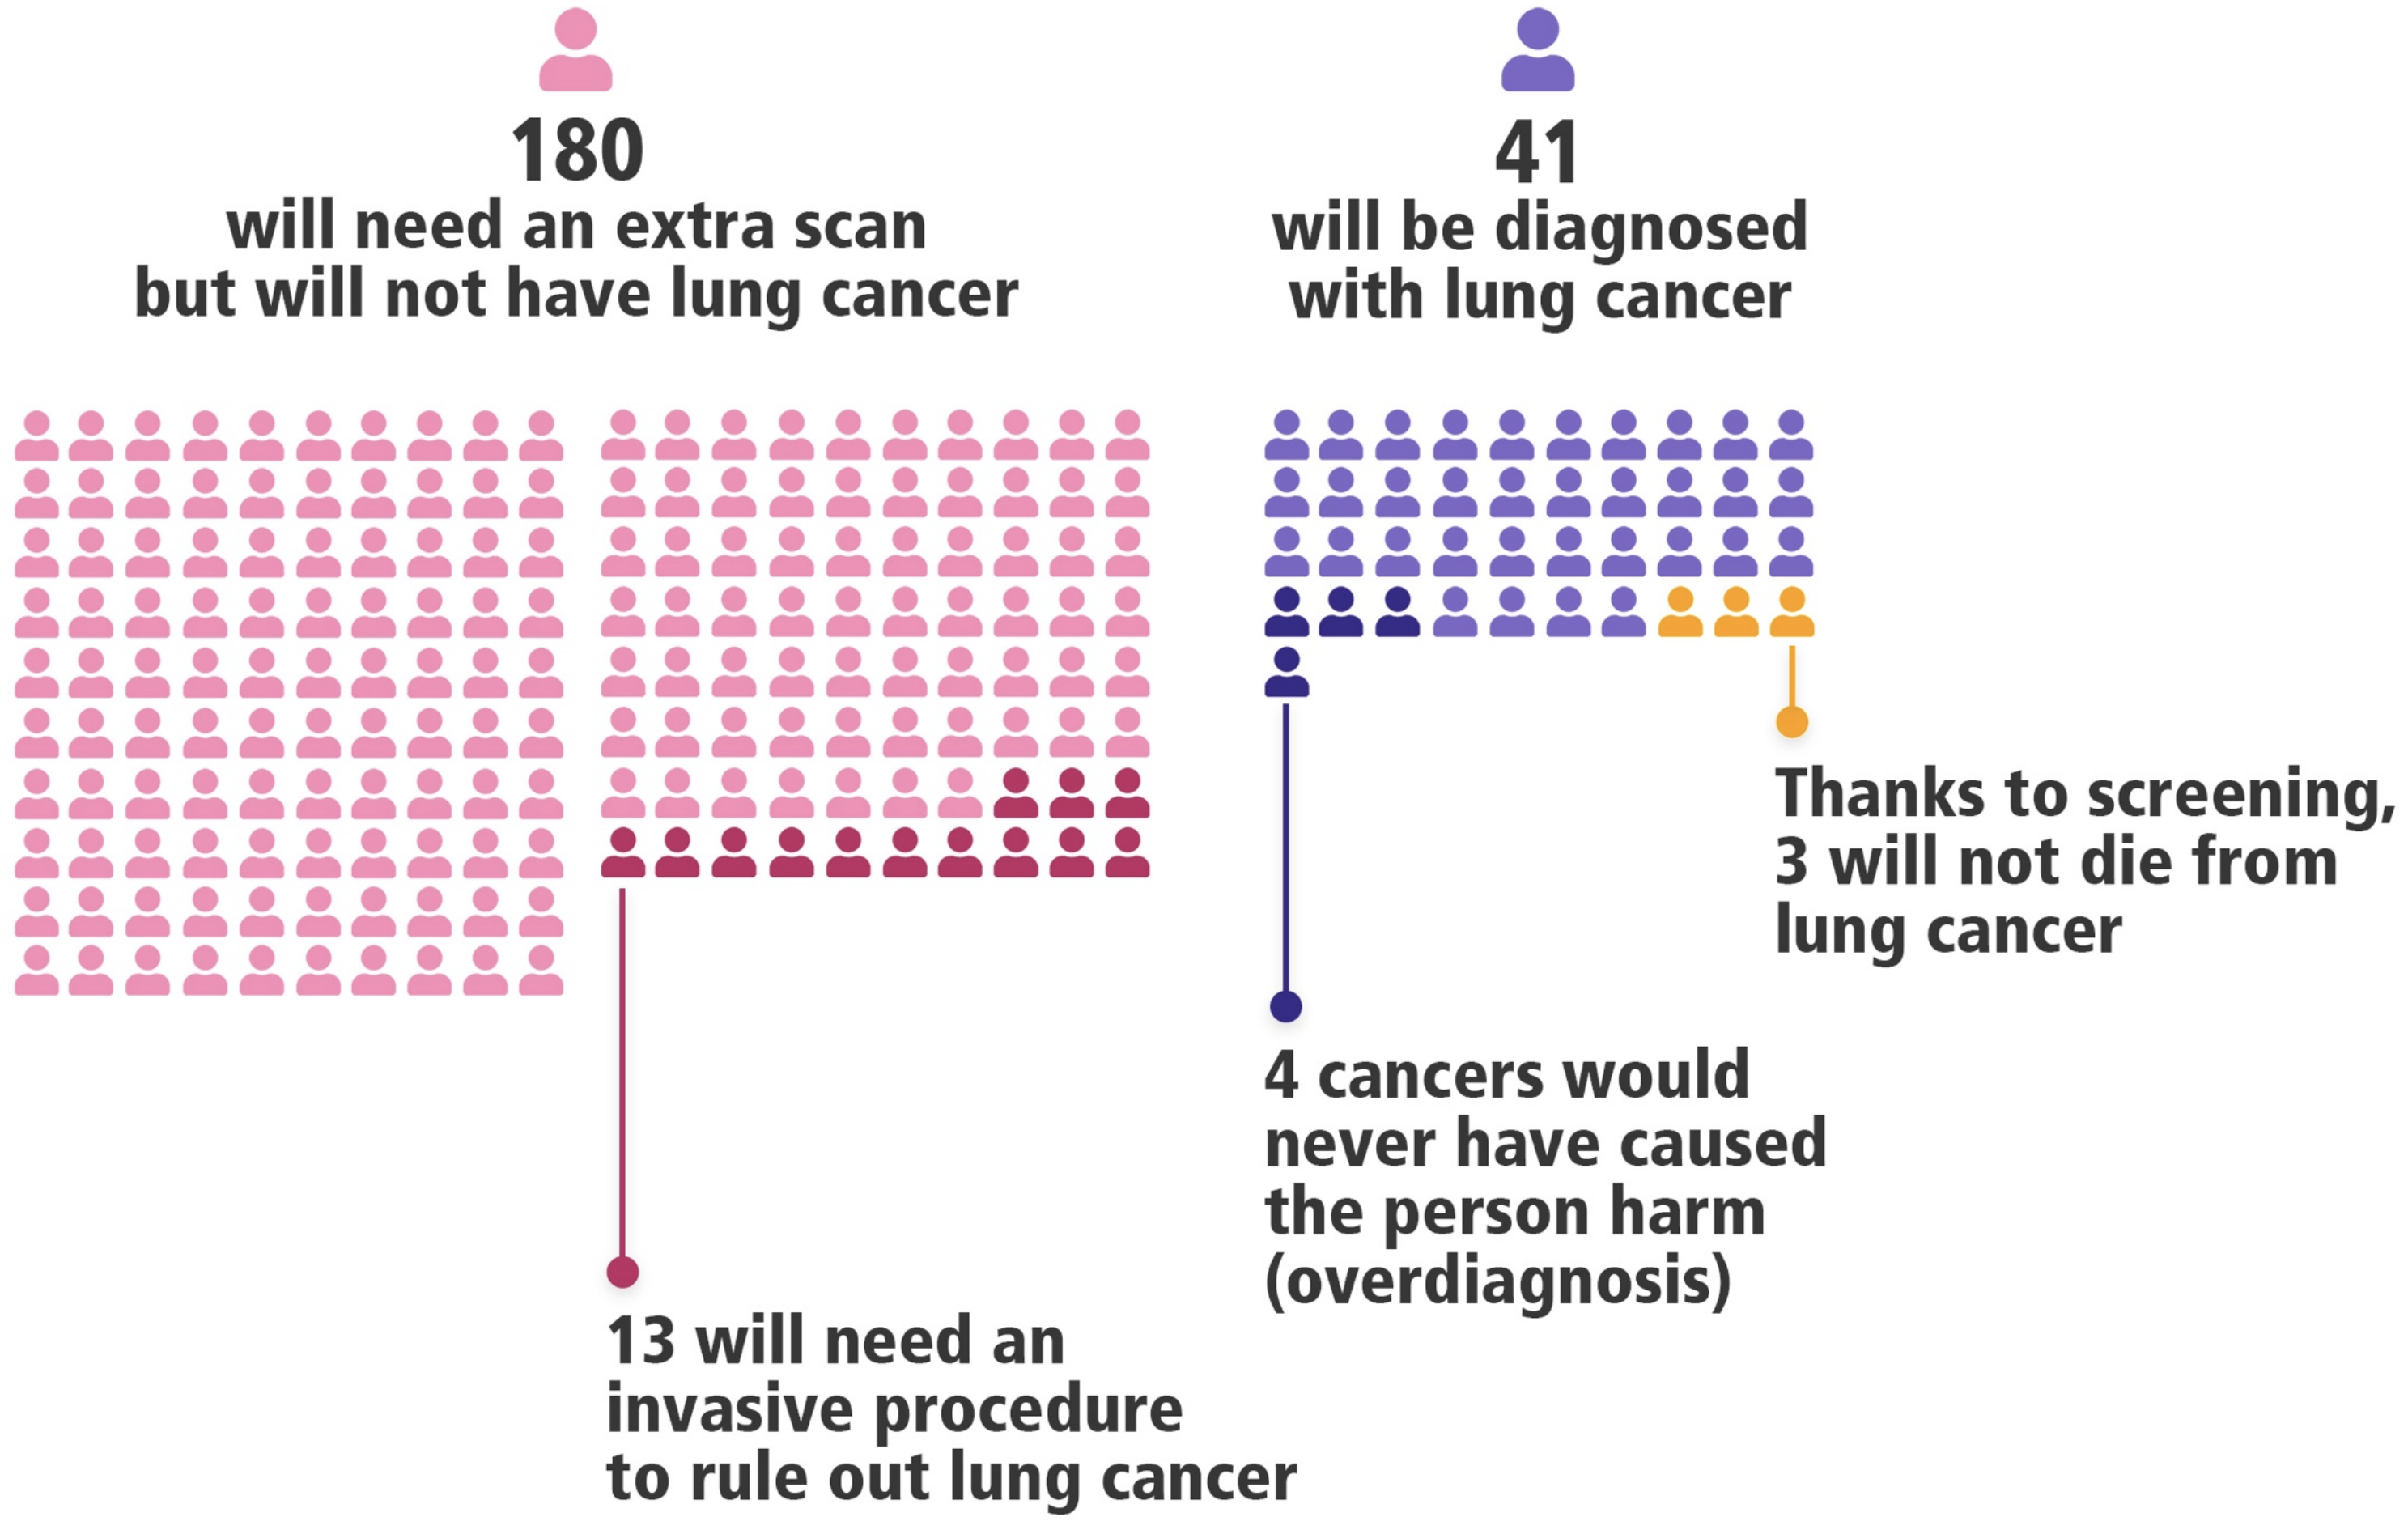 180
will need an extra scan
but will not have lung cancer
41
will be diagnosed
with lung cancer
Thanks to screening,
3 will not die from
lung cancer
4 cancers would
never have caused
the person harm
(overdiagnosis)
13 will need an
invasive procedure
to rule out lung cancer